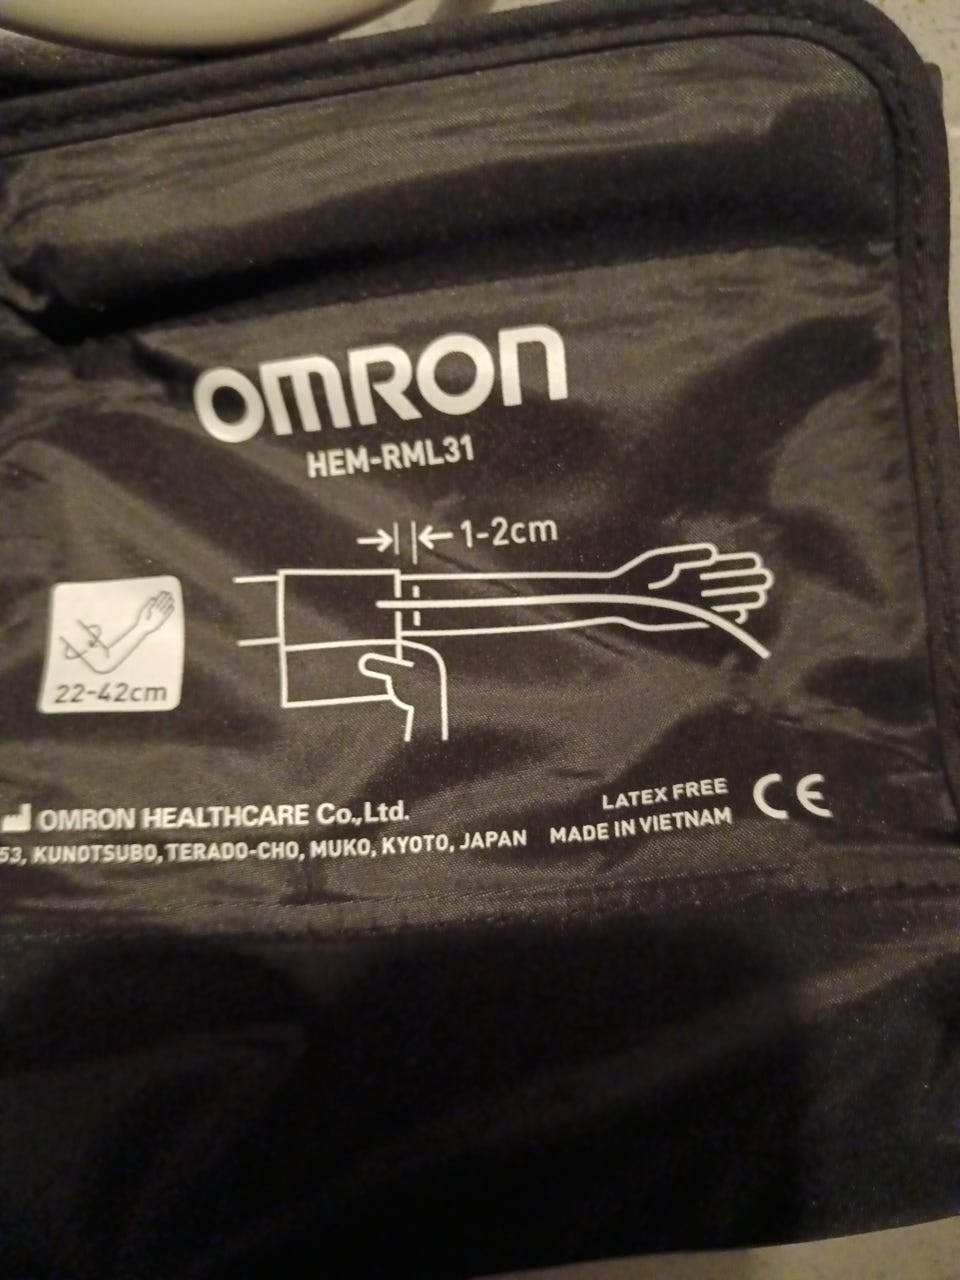 OMRON
HEM-RML31
1-2cm
22-42cm
OMRON HEALTHCARE Co.,Ltd.
53, KUNOTSUBO, TERADO-CHO, MUKO, KYOTO, JAPAN
LATEX FREE
MADE IN VIETNAM
CE